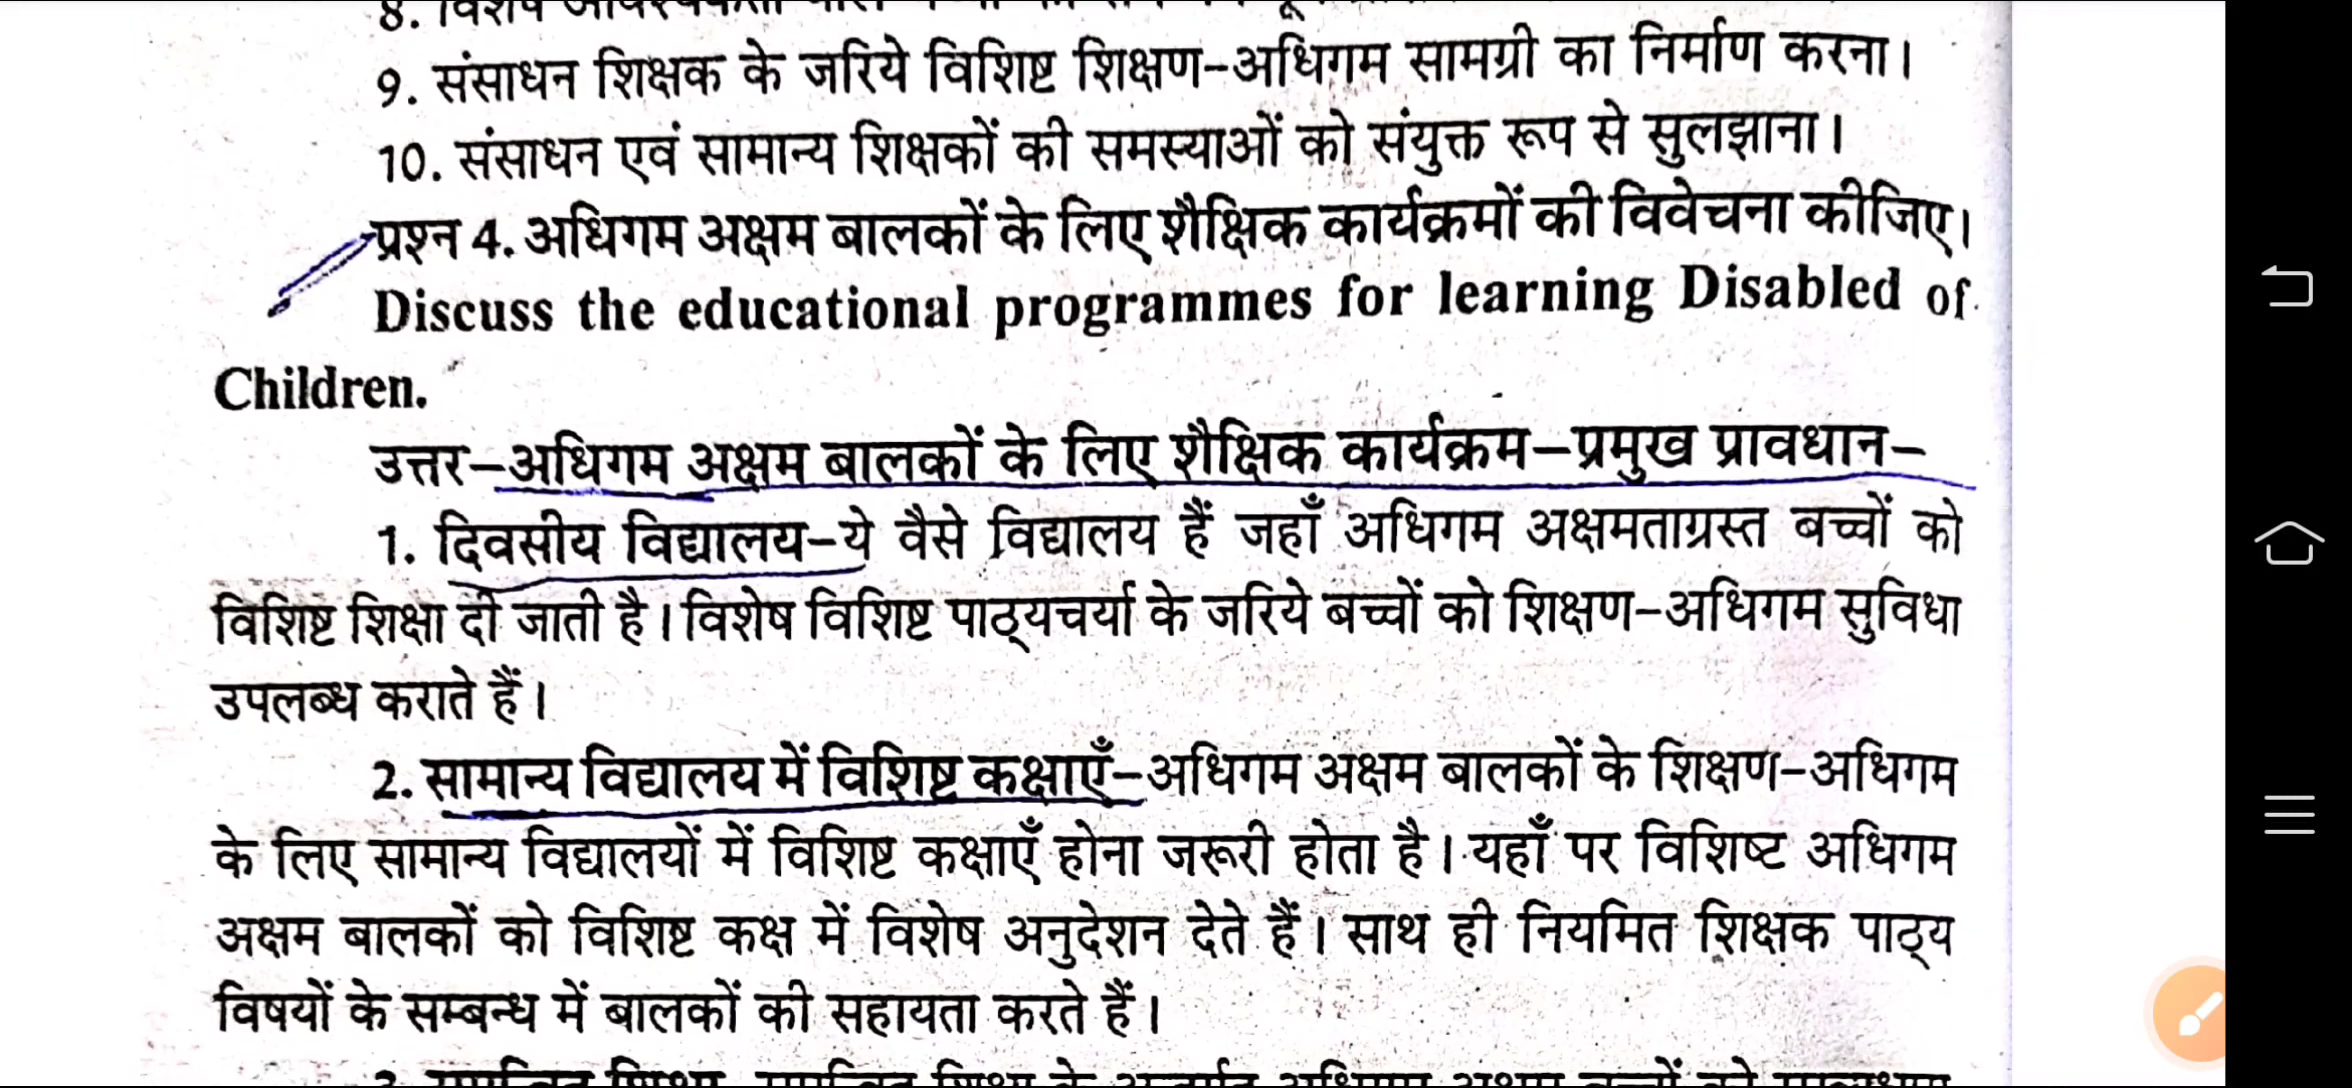 8. विशेष
9. संसाधन शिक्षक के जरिये विशिष्ट शिक्षण-अधिगम सामग्री का निर्माण करना।
10. संसाधन एवं सामान्य शिक्षकों की समस्याओं को संयुक्त रूप से सुलझाना।
प्रश्न 4. अधिगम अक्षम बालकों के लिए शैक्षिक कार्यक्रमों की विवेचना कीजिए।
Discuss the educational programmes for learning Disabled of
Children.
उत्तर–अधिगम अक्षम बालकों के लिए शैक्षिक कार्यक्रम–प्रमुख प्रावधान–
1. दिवसीय विद्यालय–ये वैसे विद्यालय हैं जहाँ अधिगम अक्षमताग्रस्त बच्चों को
विशिष्ट शिक्षा दी जाती है। विशेष विशिष्ट पाठ्यचर्या के जरिये बच्चों को शिक्षण-अधिगम सुविधा
उपलब्ध कराते हैं।
2. सामान्य विद्यालय में विशिष्ट कक्षाएँ–अधिगम अक्षम बालकों के शिक्षण-अधिगम
के लिए सामान्य विद्यालयों में विशिष्ट कक्षाएँ होना जरूरी होता है। यहाँ पर विशिष्ट अधिगम
अक्षम बालकों को विशिष्ट कक्ष में विशेष अनुदेशन देते हैं। साथ ही नियमित शिक्षक पाठ्य
विषयों के सम्बन्ध में बालकों की सहायता करते हैं।